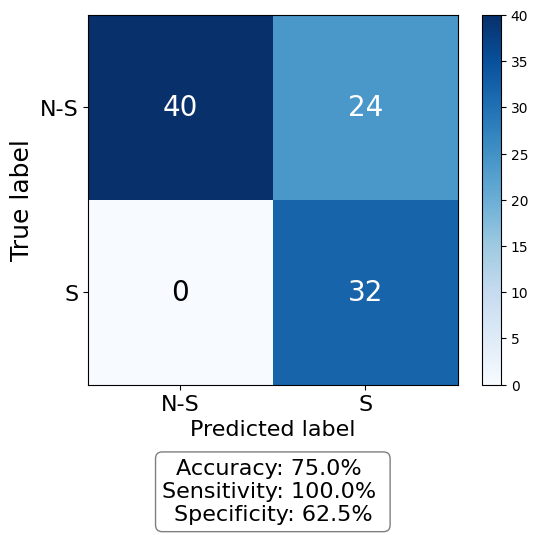 40
N-S
40
24
35
30
25
True label
20
15
S
0
32
10
5
0
N-S
S
Predicted label
Accuracy: 75.0%
Sensitivity: 100.0%
Specificity: 62.5%